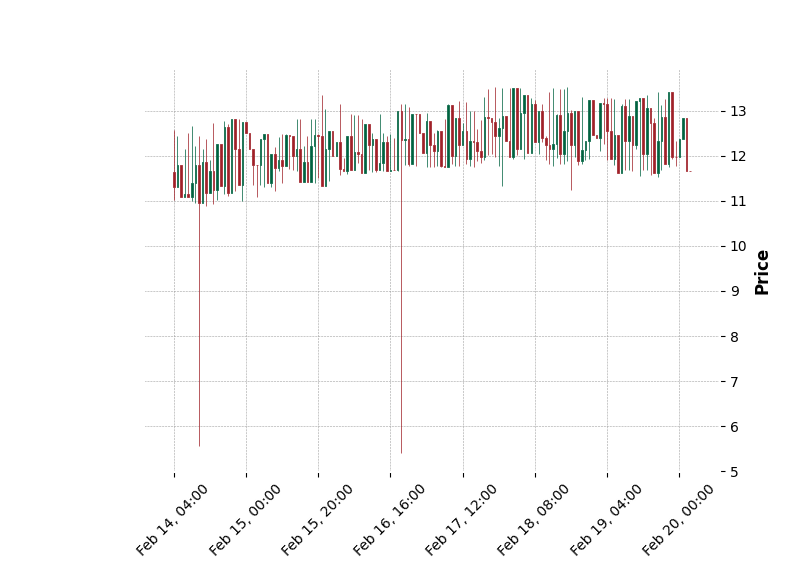 13
12
11
10
9
8
7
6
5
Price
Feb 14, 04:00
Feb 15, 00:00
Feb 15, 20:00
Feb 16, 16:00
Feb 17, 12:00
Feb 18, 08:00
Feb 19, 04:00
Feb 20, 00:00